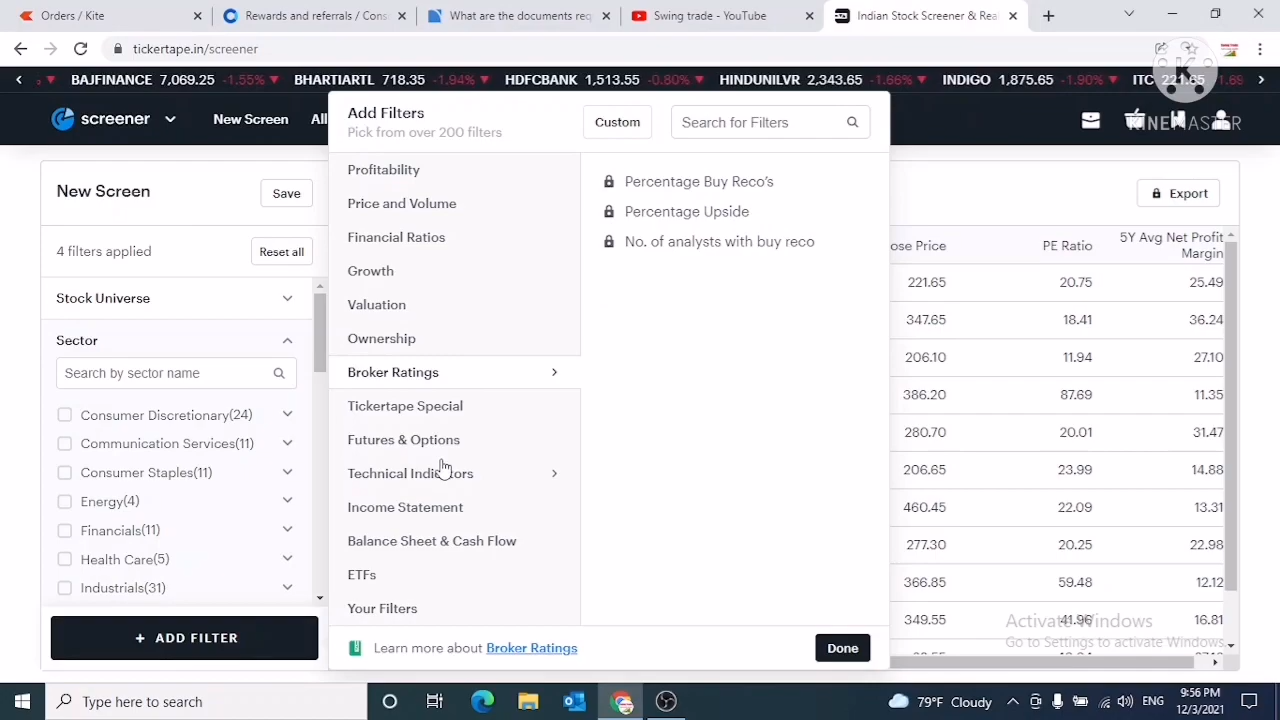 Orders / Kite
Rewards and referrals / Cons
What are the documents req
Swing trade - YouTube
Indian Stock Screener & Rea
tickertape.in/screener
BAJFINANCE 7,069.25 -1.55%
BHARTIARTL 718.35 -1.94%
HDFCBANK 1,513.55 -0.80%
HINDUNILVR 2,343.65 -1.66%
INDIGO 1,875.65 -1.90%
ITC 221.65 -1.69
screener
New Screen
All
K
KINEMASTER
Add Filters
Pick from over 200 filters
Custom
Search for Filters
New Screen
Save
Export
4 filters applied
Reset all
Stock Universe
Sector
Search by sector name
Consumer Discretionary(24)
Communication Services(11)
Consumer Staples(11)
Energy(4)
Financials(11)
Health Care(5)
Industrials(31)
+ ADD FILTER
Profitability
Price and Volume
Financial Ratios
Growth
Valuation
Ownership
Broker Ratings
Tickertape Special
Futures & Options
Technical Indicators
Income Statement
Balance Sheet & Cash Flow
ETFs
Your Filters
Percentage Buy Reco's
Percentage Upside
No. of analysts with buy reco
Learn more about Broker Ratings
Done
ose Price PE Ratio 5Y Avg Net Profit
Margin
221.65 20.75 25.49
347.65 18.41 36.24
206.10 11.94 27.10
386.20 87.69 11.35
280.70 20.01 31.47
206.65 23.99 14.88
460.45 22.09 13.31
277.30 20.25 22.98
366.85 59.48 12.12
349.55 41.96 16.81
Activate Windows
Go to Settings to activate Windows.
Type here to search
79°F Cloudy
ENG
9:56 PM
12/3/2021